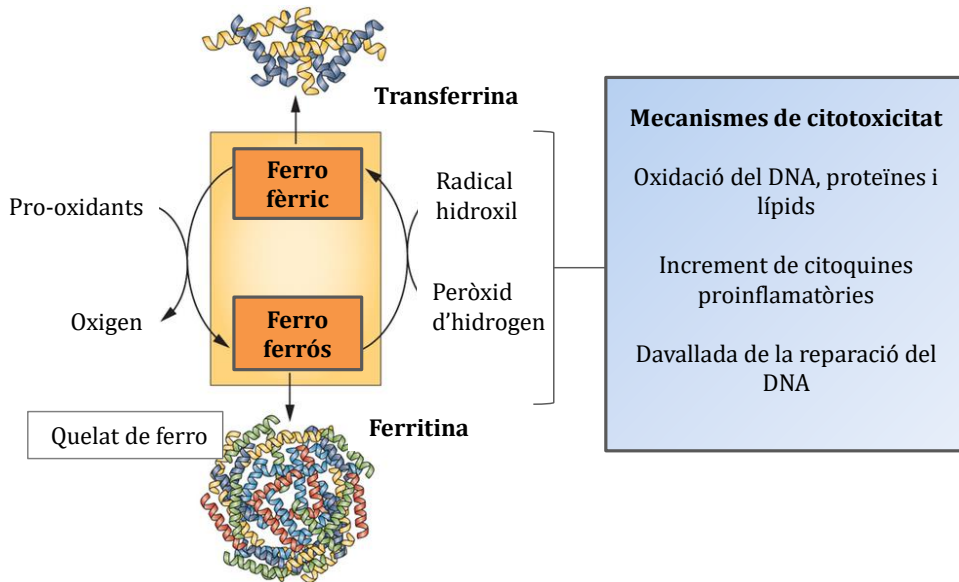 Transferrina
Ferro
fèrric
Pro-oxidants
Radical
hidroxil
Oxigen
Ferro
ferrós
Peròxid
d’hidrogen
Quelat de ferro
Ferritina
Mecanismes de citotoxicitat
Oxidació del DNA, proteïnes i
lípids
Increment de citoquines
proinflamatòries
Davallada de la reparació del
DNA